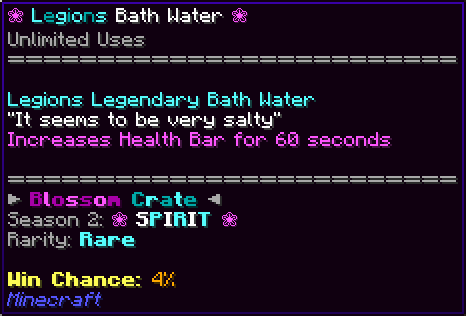 ❀ Legions Bath Water ❀
Unlimited Uses
================================
Legions Legendary Bath Water
"It seems to be very salty"
Increases Health Bar for 60 seconds
================================
► Blossom Crate ◄
Season 2: ❀ SPIRIT ❀
Rarity: Rare
Win Chance: 4%
Minecraft